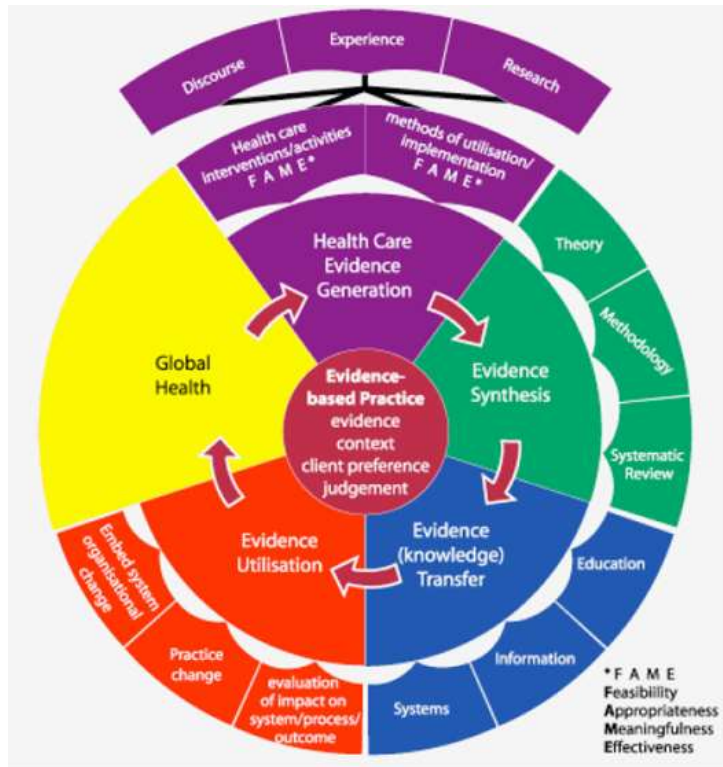 Discourse
Experience
Research
Health care
interventions/activities
F A M E*
methods of utilisation/
implementation
F A M E*
Health Care
Evidence
Generation
Theory
Methodology
Systematic
Review
Evidence
Synthesis
Global
Health
Evidence-
based Practice
evidence
context
client preference
judgement
Evidence
(knowledge)
Transfer
Evidence
Utilisation
Education
Information
Systems
evaluation
of impact on
system/process/
outcome
Practice
change
Embed system
organisational
change
*F A M E
Feasibiility
Appropriateness
Meaningfulness
Effectiveness